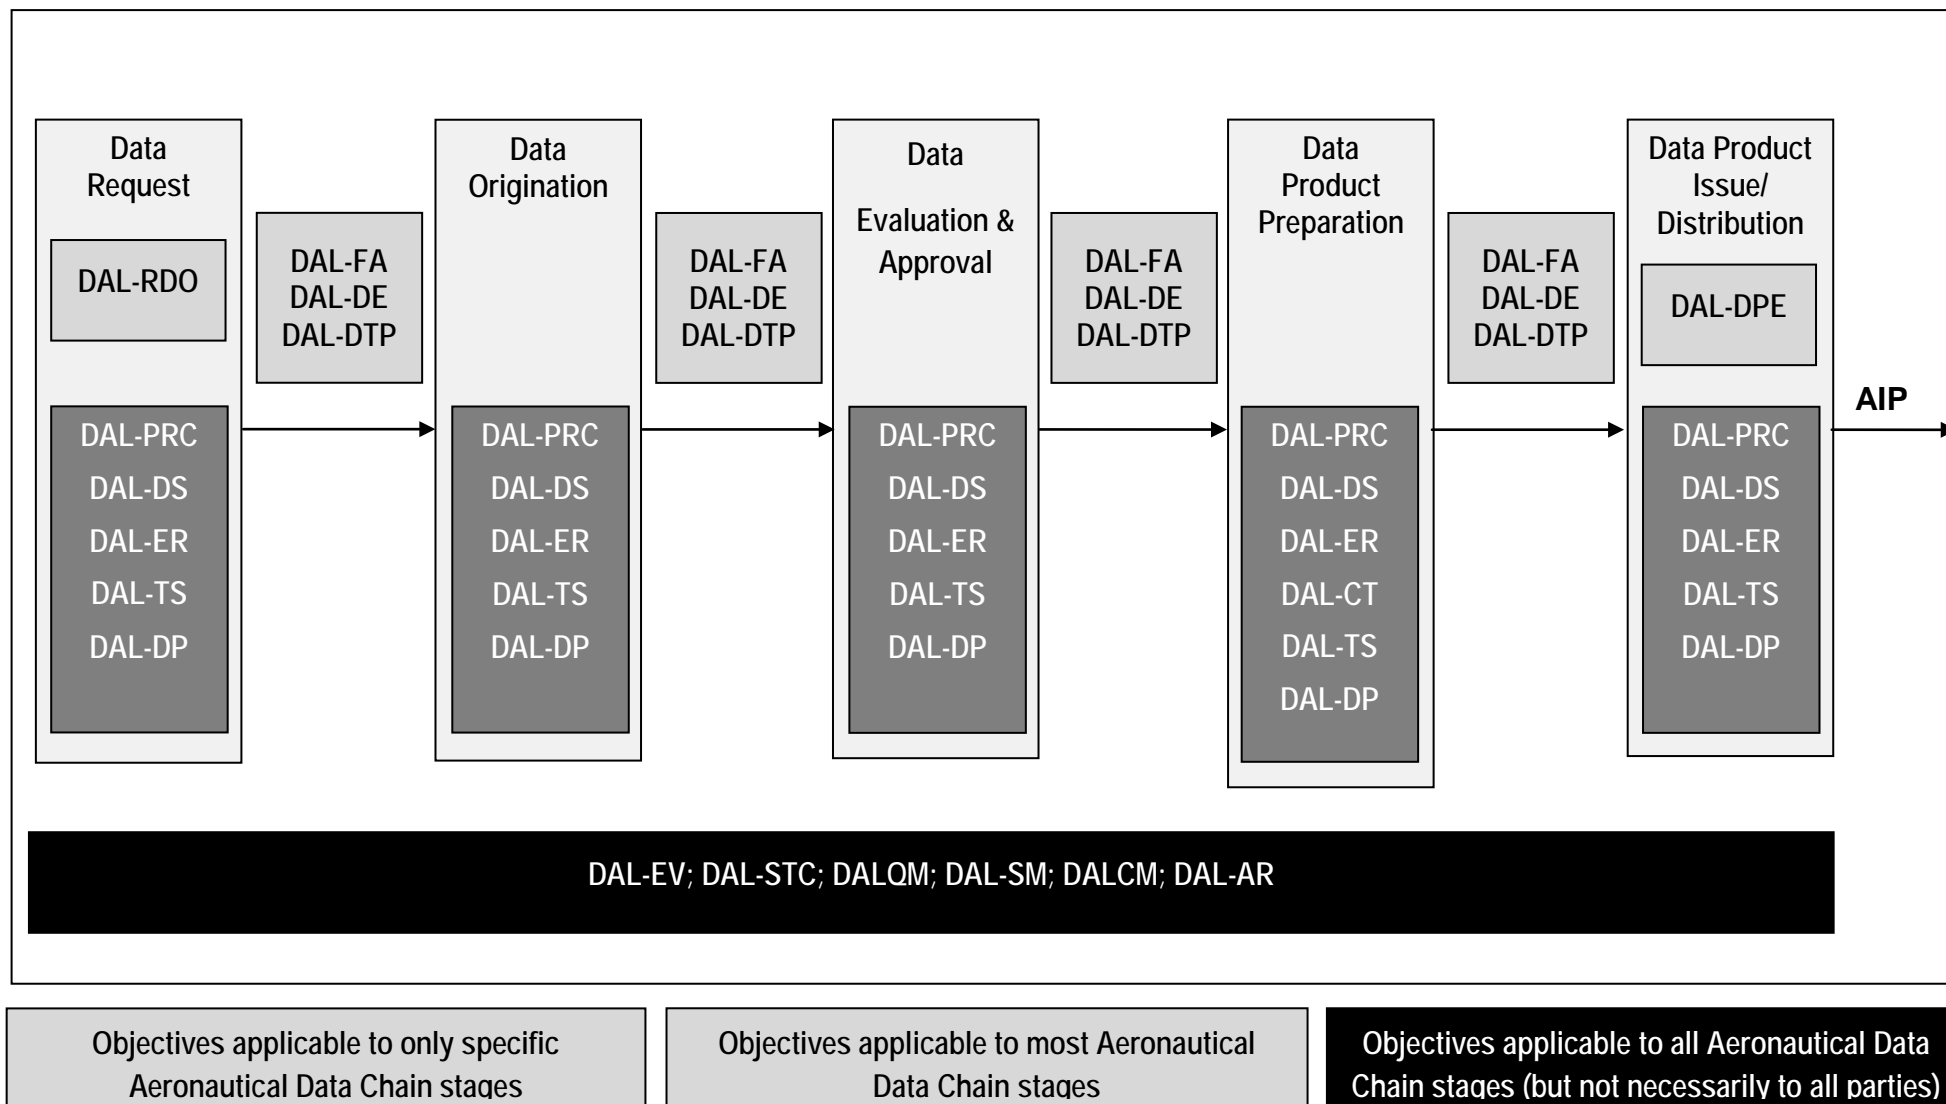 Data
Request
DAL-RDO
DAL-PRC
DAL-DS
DAL-ER
DAL-TS
DAL-DP
DAL-FA
DAL-DE
DAL-DTP
Data
Origination
DAL-PRC
DAL-DS
DAL-ER
DAL-TS
DAL-DP
DAL-FA
DAL-DE
DAL-DTP
Data
Evaluation &
Approval
DAL-PRC
DAL-DS
DAL-ER
DAL-TS
DAL-DP
DAL-FA
DAL-DE
DAL-DTP
Data
Product
Preparation
DAL-PRC
DAL-DS
DAL-ER
DAL-CT
DAL-TS
DAL-DP
DAL-FA
DAL-DE
DAL-DTP
Data Product
Issue/
Distribution
DAL-DPE
DAL-PRC
DAL-DS
DAL-ER
DAL-TS
DAL-DP
AIP
DAL-EV; DAL-STC; DALQM; DAL-SM; DALCM; DAL-AR
Objectives applicable to only specific
Aeronautical Data Chain stages
Objectives applicable to most Aeronautical
Data Chain stages
Objectives applicable to all Aeronautical Data
Chain stages (but not necessarily to all parties)